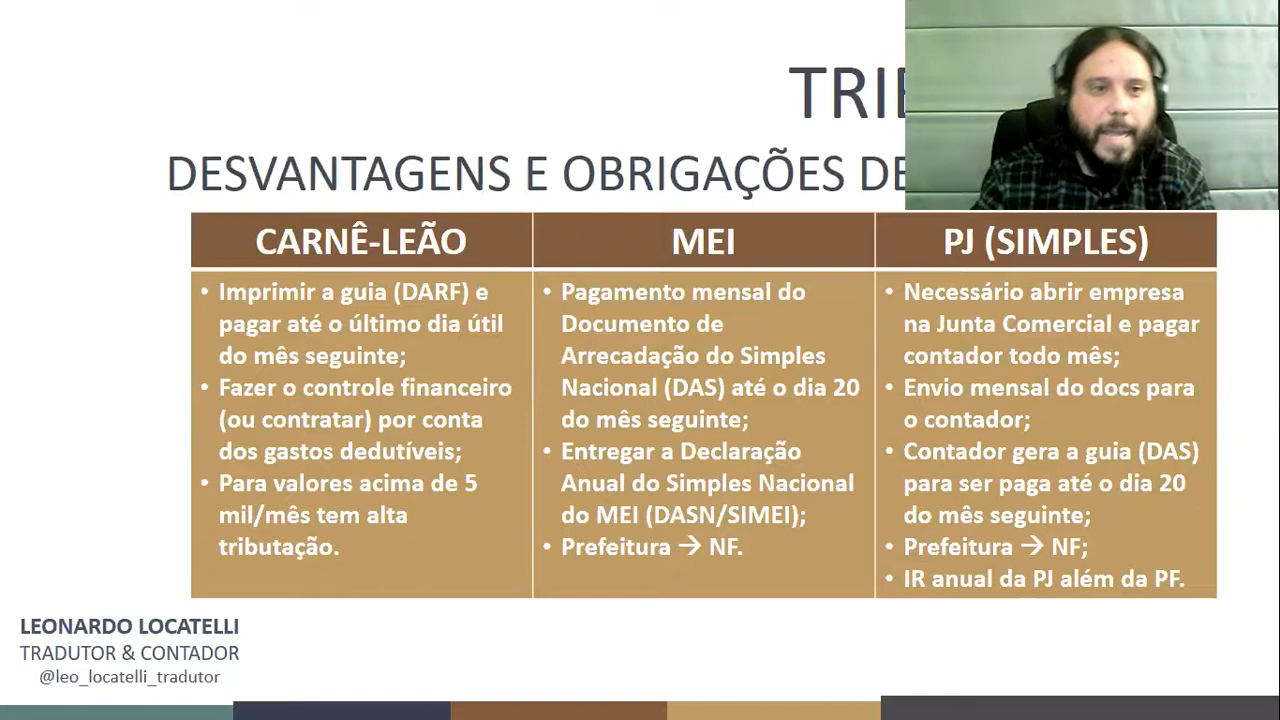 TRI
DESVANTAGENS E OBRIGAÇÕES DE
CARNÊ-LEÃO
• Imprimir a guia (DARF) e
pagar até o último dia útil
do mês seguinte;
• Fazer o controle financeiro
(ou contratar) por conta
dos gastos dedutíveis;
• Para valores acima de 5
mil/mês tem alta
tributação.
MEI
• Pagamento mensal do
Documento de
Arrecadação do Simples
Nacional (DAS) até o dia 20
do mês seguinte;
• Entregar a Declaração
Anual do Simples Nacional
do MEI (DASN/SIMEI);
• Prefeitura → NF.
PJ (SIMPLES)
• Necessário abrir empresa
na Junta Comercial e pagar
contador todo mês;
• Envio mensal do docs para
o contador;
• Contador gera a guia (DAS)
para ser paga até o dia 20
do mês seguinte;
• Prefeitura → NF;
• IR anual da PJ além da PF.
LEONARDO LOCATELLI
TRADUTOR & CONTADOR
@leo_locatelli_tradutor